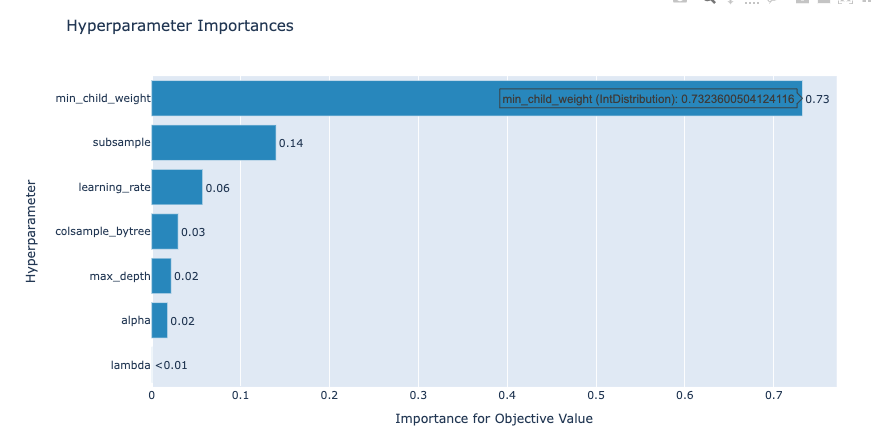 Hyperparameter Importances
min_child_weight
min_child_weight (IntDistribution): 0.7323600504124116
0.73
subsample
0.14
learning_rate
0.06
colsample_bytree
0.03
max_depth
0.02
alpha
0.02
lambda
<0.01
0
0.1
0.2
0.3
0.4
0.5
0.6
0.7
Importance for Objective Value
Hyperparameter